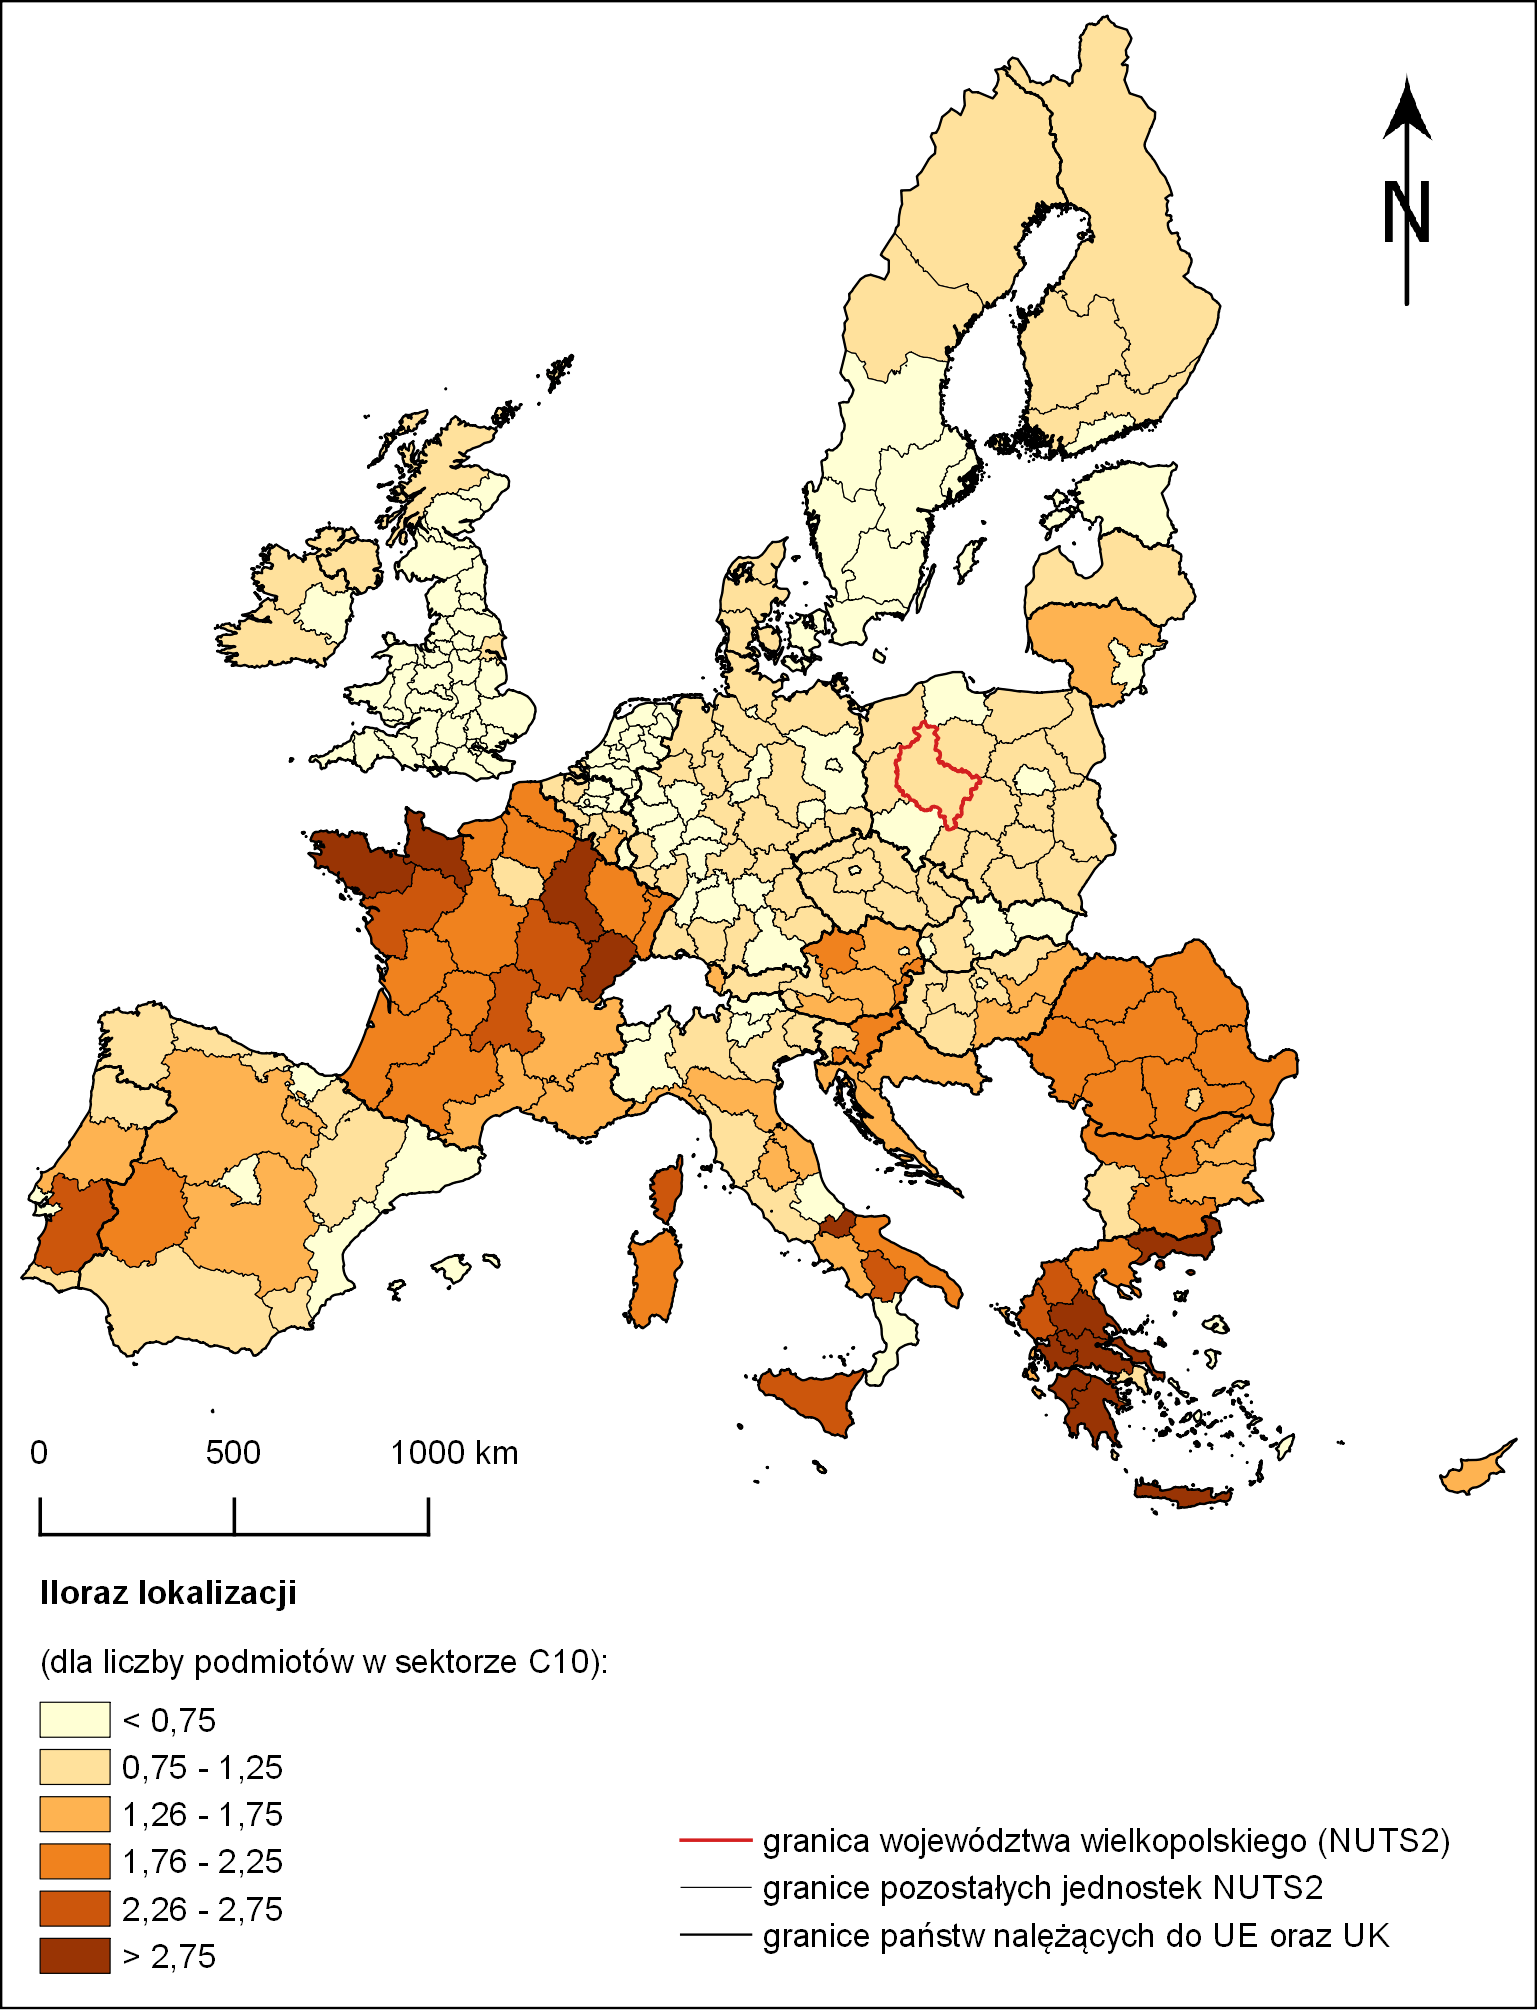 N
0 500 1000 km
Iloraz lokalizacji
(dla liczby podmiotów w sektorze C10):
< 0,75
0,75 - 1,25
1,26 - 1,75
1,76 - 2,25
2,26 - 2,75
> 2,75
granica województwa wielkopolskiego (NUTS2)
granice pozostałych jednostek NUTS2
granice państw nalężących do UE oraz UK